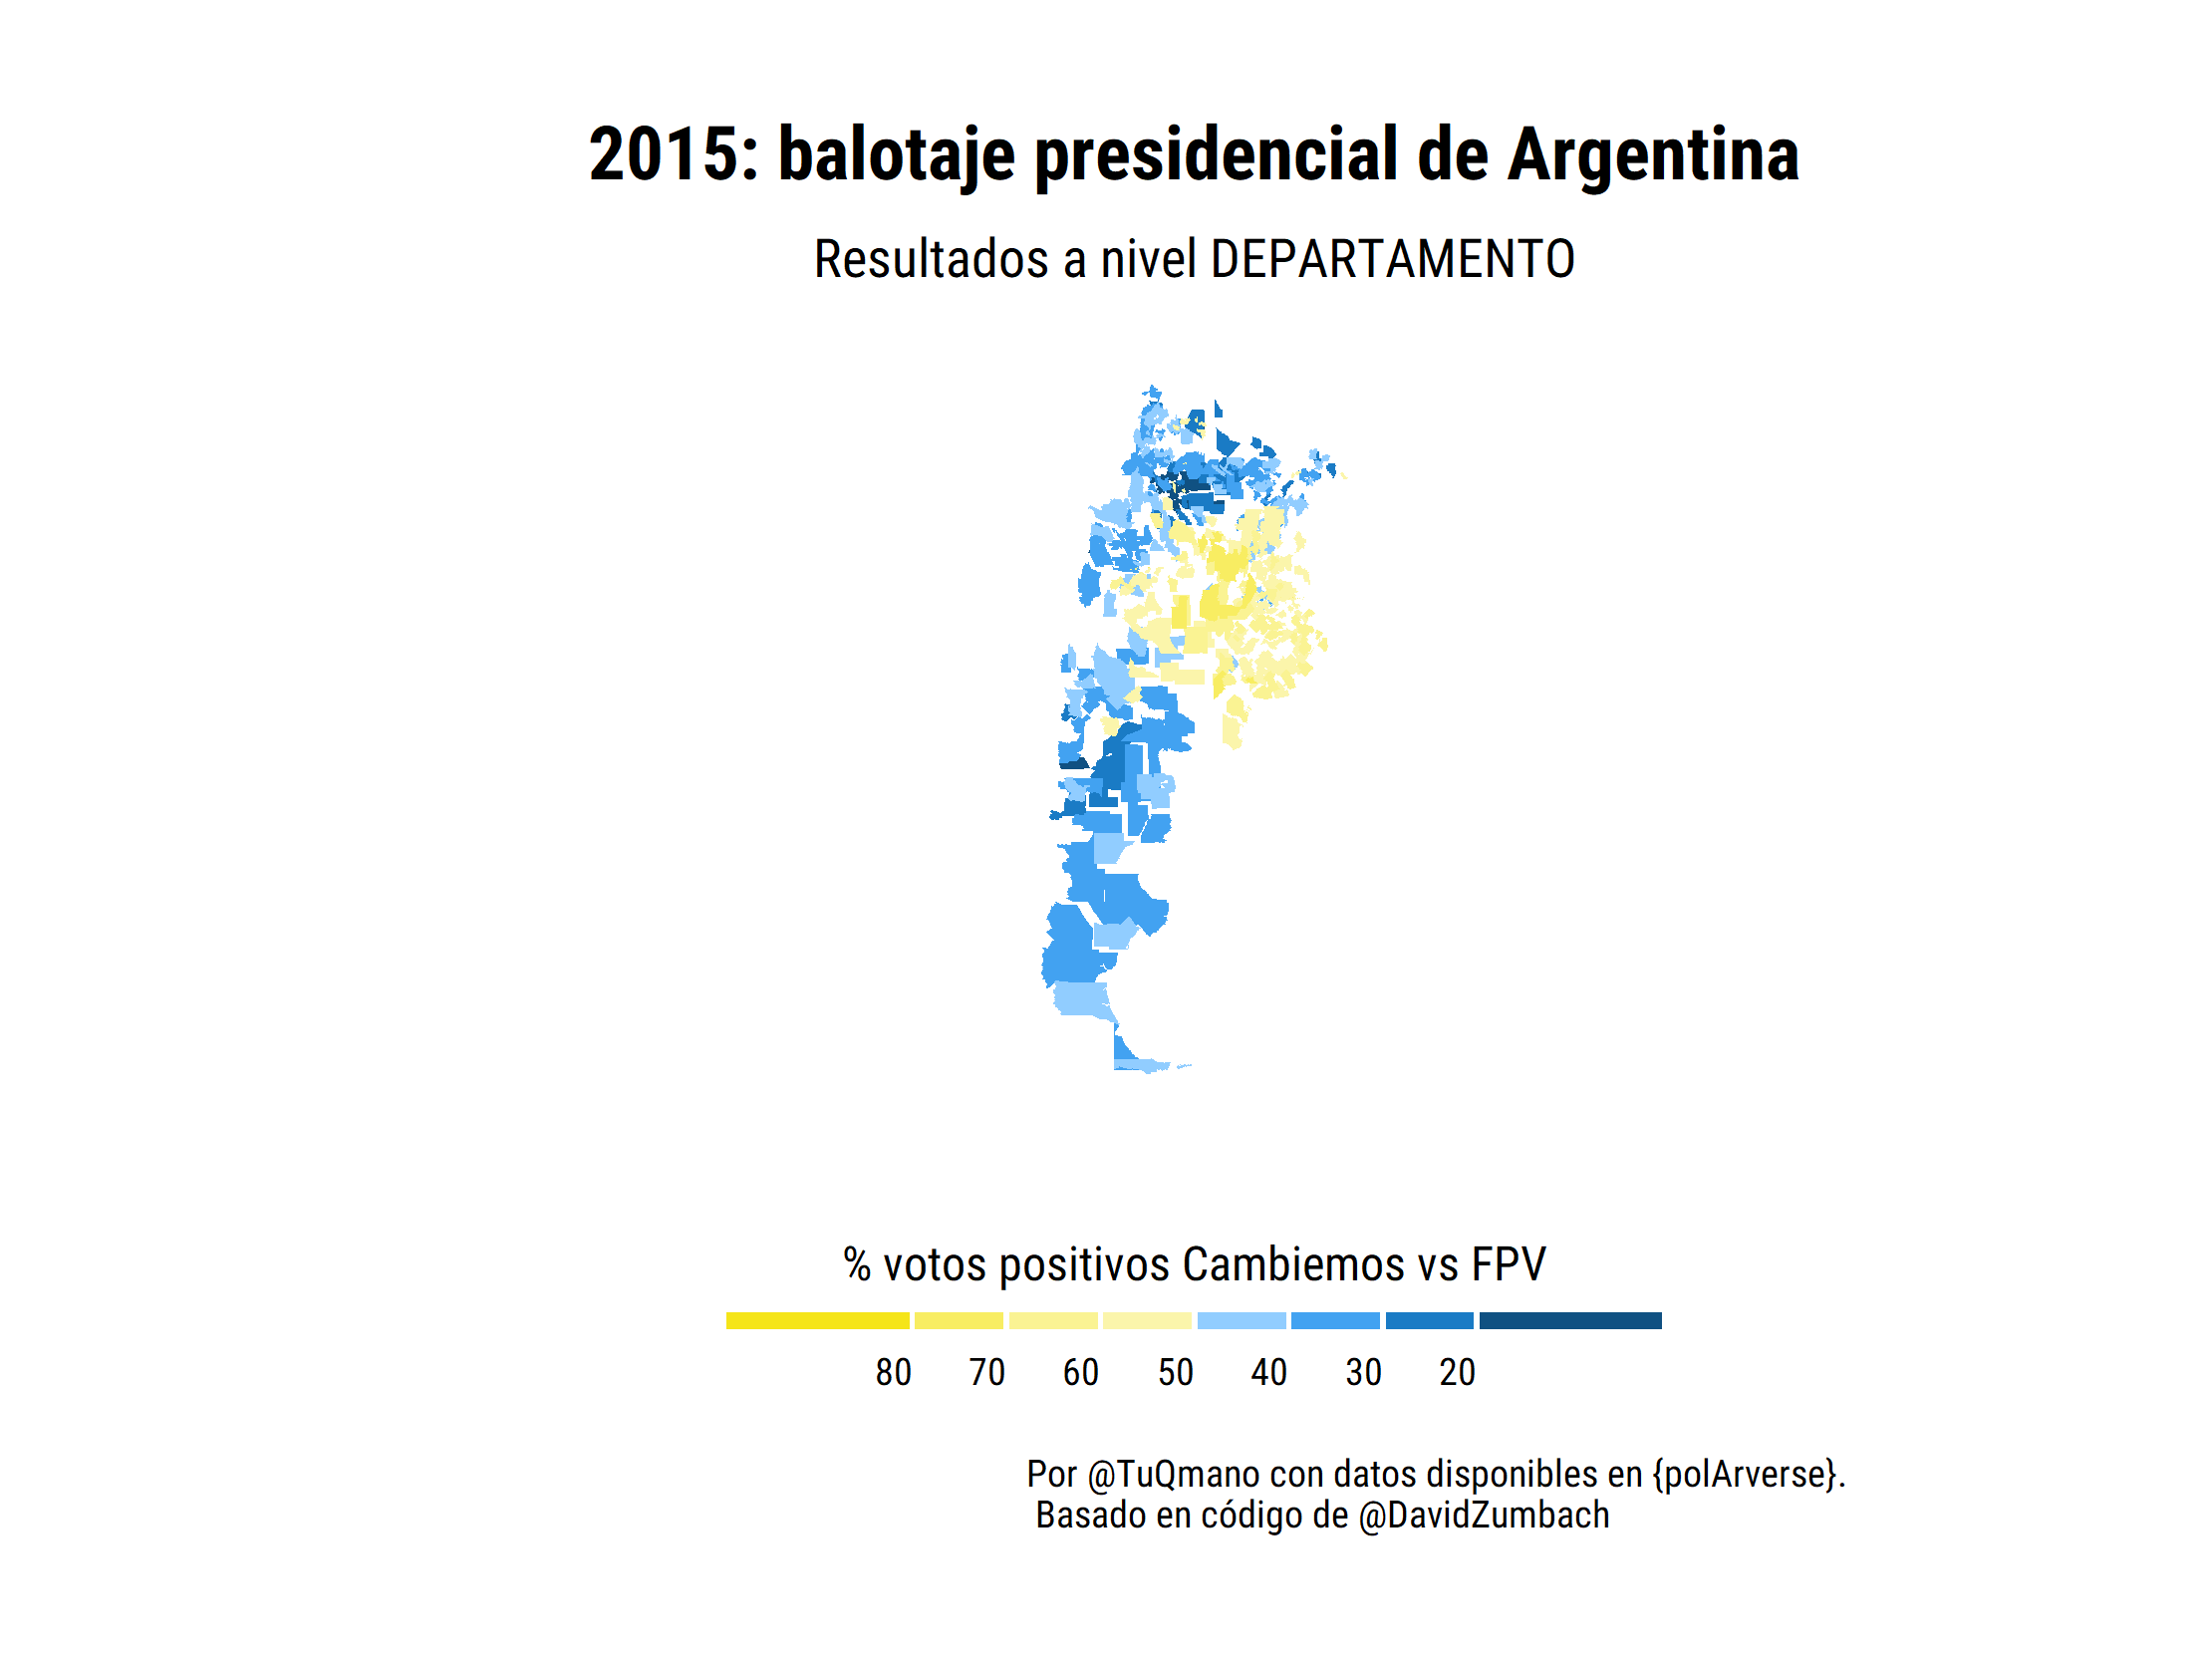 2015: balotaje presidencial de Argentina
Resultados a nivel DEPARTAMENTO
% votos positivos Cambiemos vs FPV
80 70 60 50 40 30 20
Por @TuQmano con datos disponibles en {polArverse}.
Basado en código de @DavidZumbach